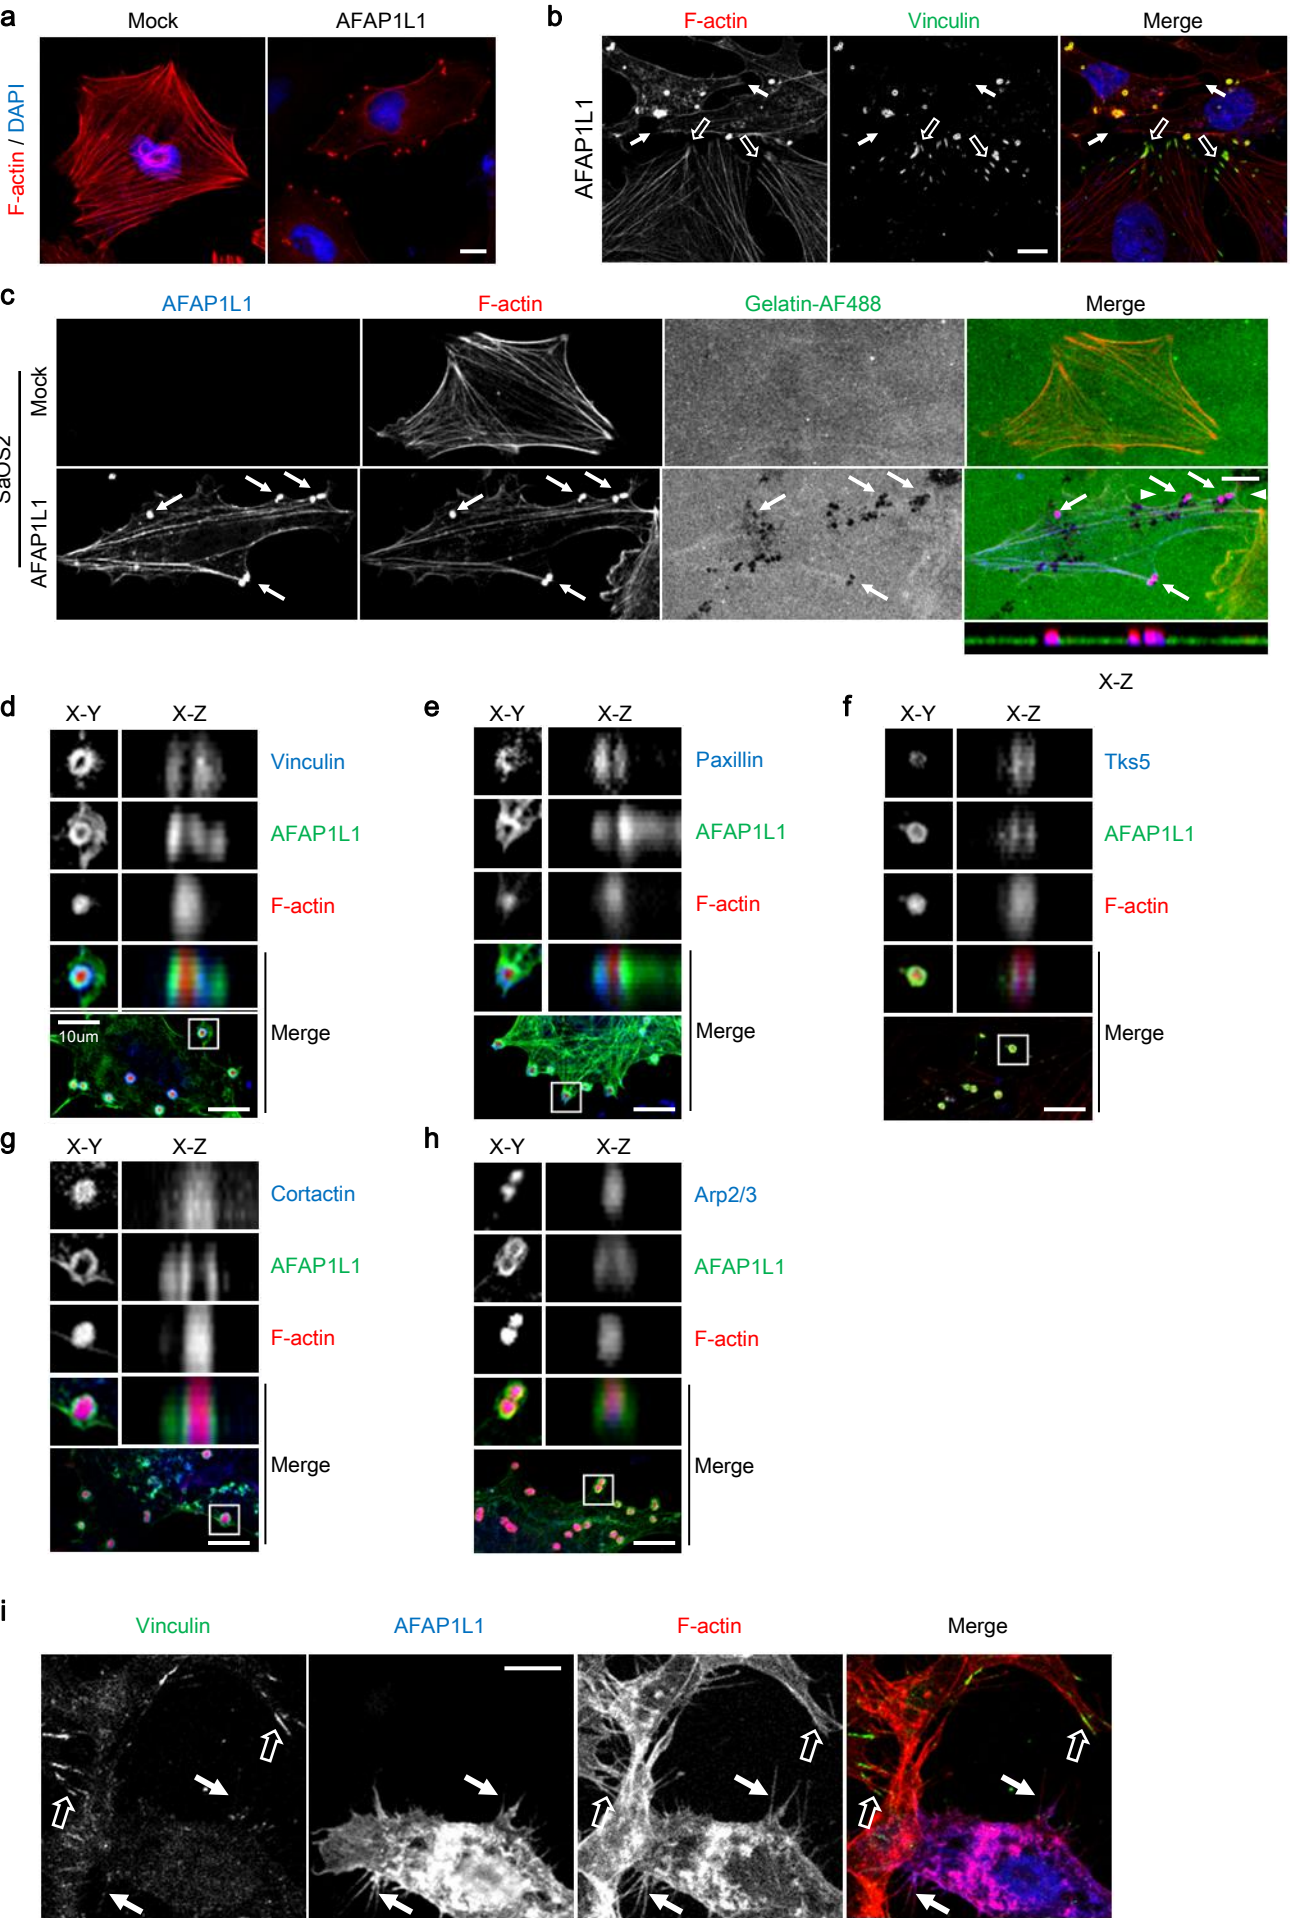 a
Mock
AFAP1L1
F-actin / DAPI
b
F-actin
Vinculin
Merge
AFAP1L1
c
AFAP1L1
F-actin
Gelatin-AF488
Merge
SaOS2
Mock
AFAP1L1
X-Z
d
X-Y
X-Z
Vinculin
AFAP1L1
F-actin
Merge
10um
e
X-Y
X-Z
Paxillin
AFAP1L1
F-actin
Merge
f
X-Y
X-Z
Tks5
AFAP1L1
F-actin
Merge
g
X-Y
X-Z
Cortactin
AFAP1L1
F-actin
Merge
h
X-Y
X-Z
Arp2/3
AFAP1L1
F-actin
Merge
i
Vinculin
AFAP1L1
F-actin
Merge